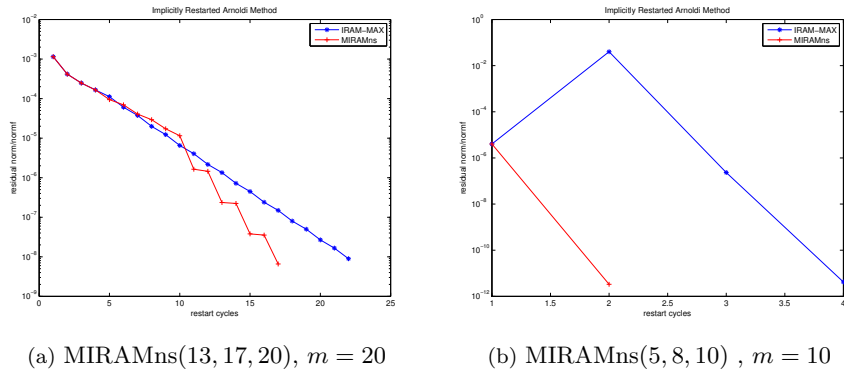 Implicitly Restarted Arnoldi Method
10^-2
10^-3
10^-4
10^-5
10^-6
10^-7
10^-8
10^-9
residual norm/normf
0 5 10 15 20 25
restart cycles
IRAM−MAX
MIRAMns
(a) MIRAMns(13, 17, 20), m = 20
Implicitly Restarted Arnoldi Method
10^0
10^-2
10^-4
10^-6
10^-8
10^-10
10^-12
residual norm/normf
1 1.5 2 2.5 3 3.5 4
restart cycles
IRAM−MAX
MIRAMns
(b) MIRAMns(5, 8, 10) , m = 10